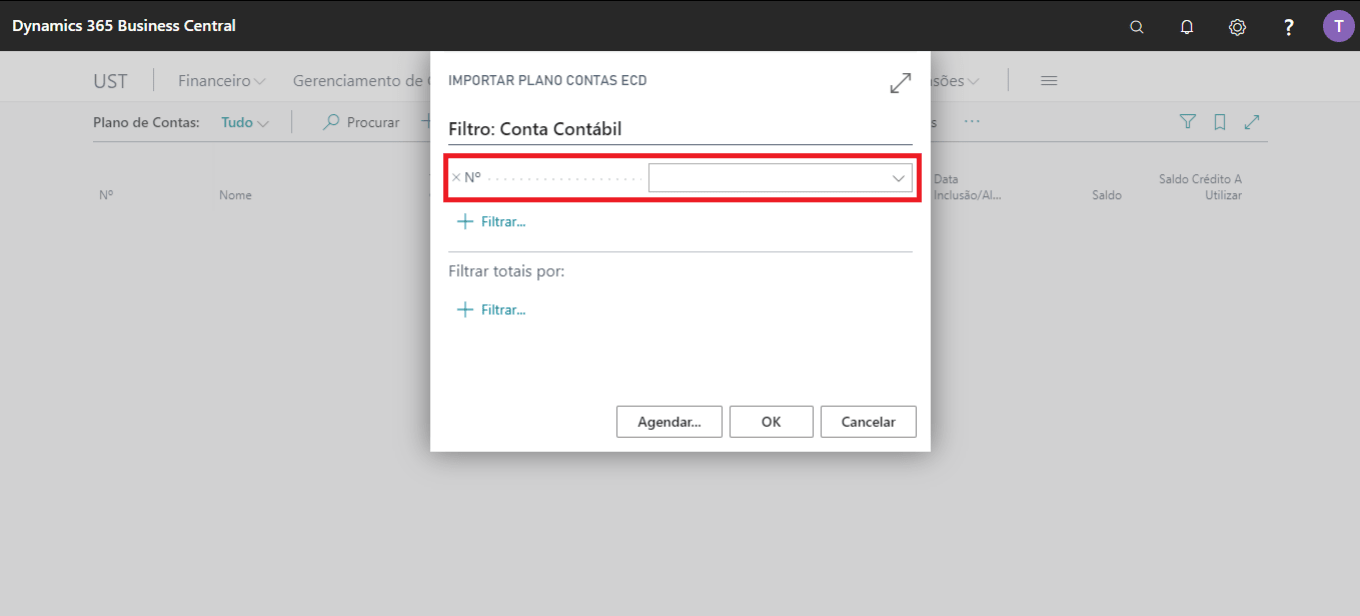 Dynamics 365 Business Central
?
T
UST
Financeiro
Gerenciamento de
sões
Plano de Contas:
Tudo
Procurar
s
...
Nº
Nome
Data
Inclusão/Al...
Saldo
Saldo Crédito A
Utilizar
IMPORTAR PLANO CONTAS ECD
Filtro: Conta Contábil
× Nº
+ Filtrar...
Filtrar totais por:
+ Filtrar...
Agendar...
OK
Cancelar